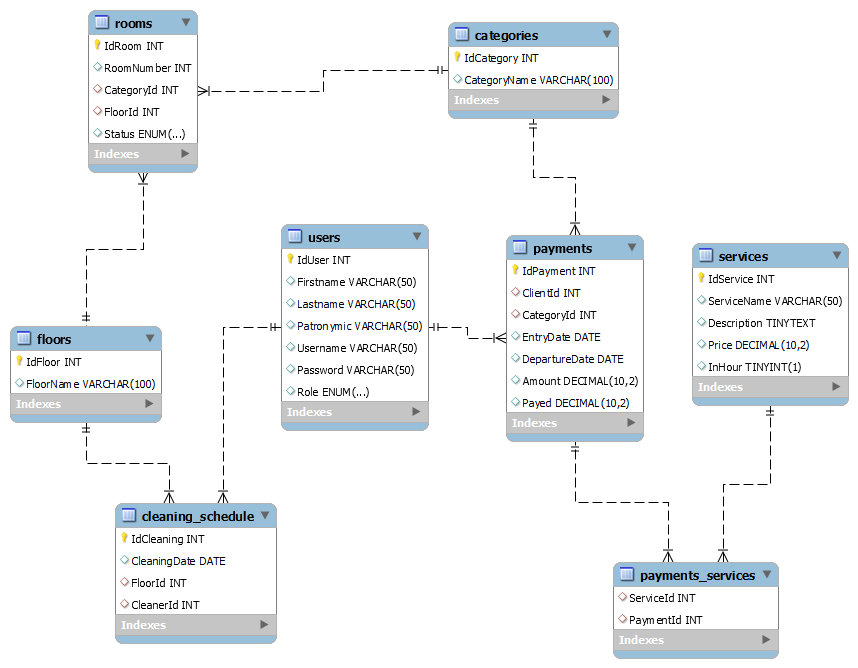 rooms
IdRoom INT
RoomNumber INT
CategoryId INT
FloorId INT
Status ENUM(...)
Indexes
categories
IdCategory INT
CategoryName VARCHAR(100)
Indexes
users
IdUser INT
Firstname VARCHAR(50)
Lastname VARCHAR(50)
Patronymic VARCHAR(50)
Username VARCHAR(50)
Password VARCHAR(50)
Role ENUM(...)
Indexes
payments
IdPayment INT
ClientId INT
CategoryId INT
EntryDate DATE
DepartureDate DATE
Amount DECIMAL(10,2)
Payed DECIMAL(10,2)
Indexes
services
IdService INT
ServiceName VARCHAR(50)
Description TINYTEXT
Price DECIMAL(10,2)
InHour TINYINT(1)
Indexes
floors
IdFloor INT
FloorName VARCHAR(100)
Indexes
cleaning_schedule
IdCleaning INT
CleaningDate DATE
FloorId INT
CleanerId INT
Indexes
payments_services
ServiceId INT
PaymentId INT
Indexes